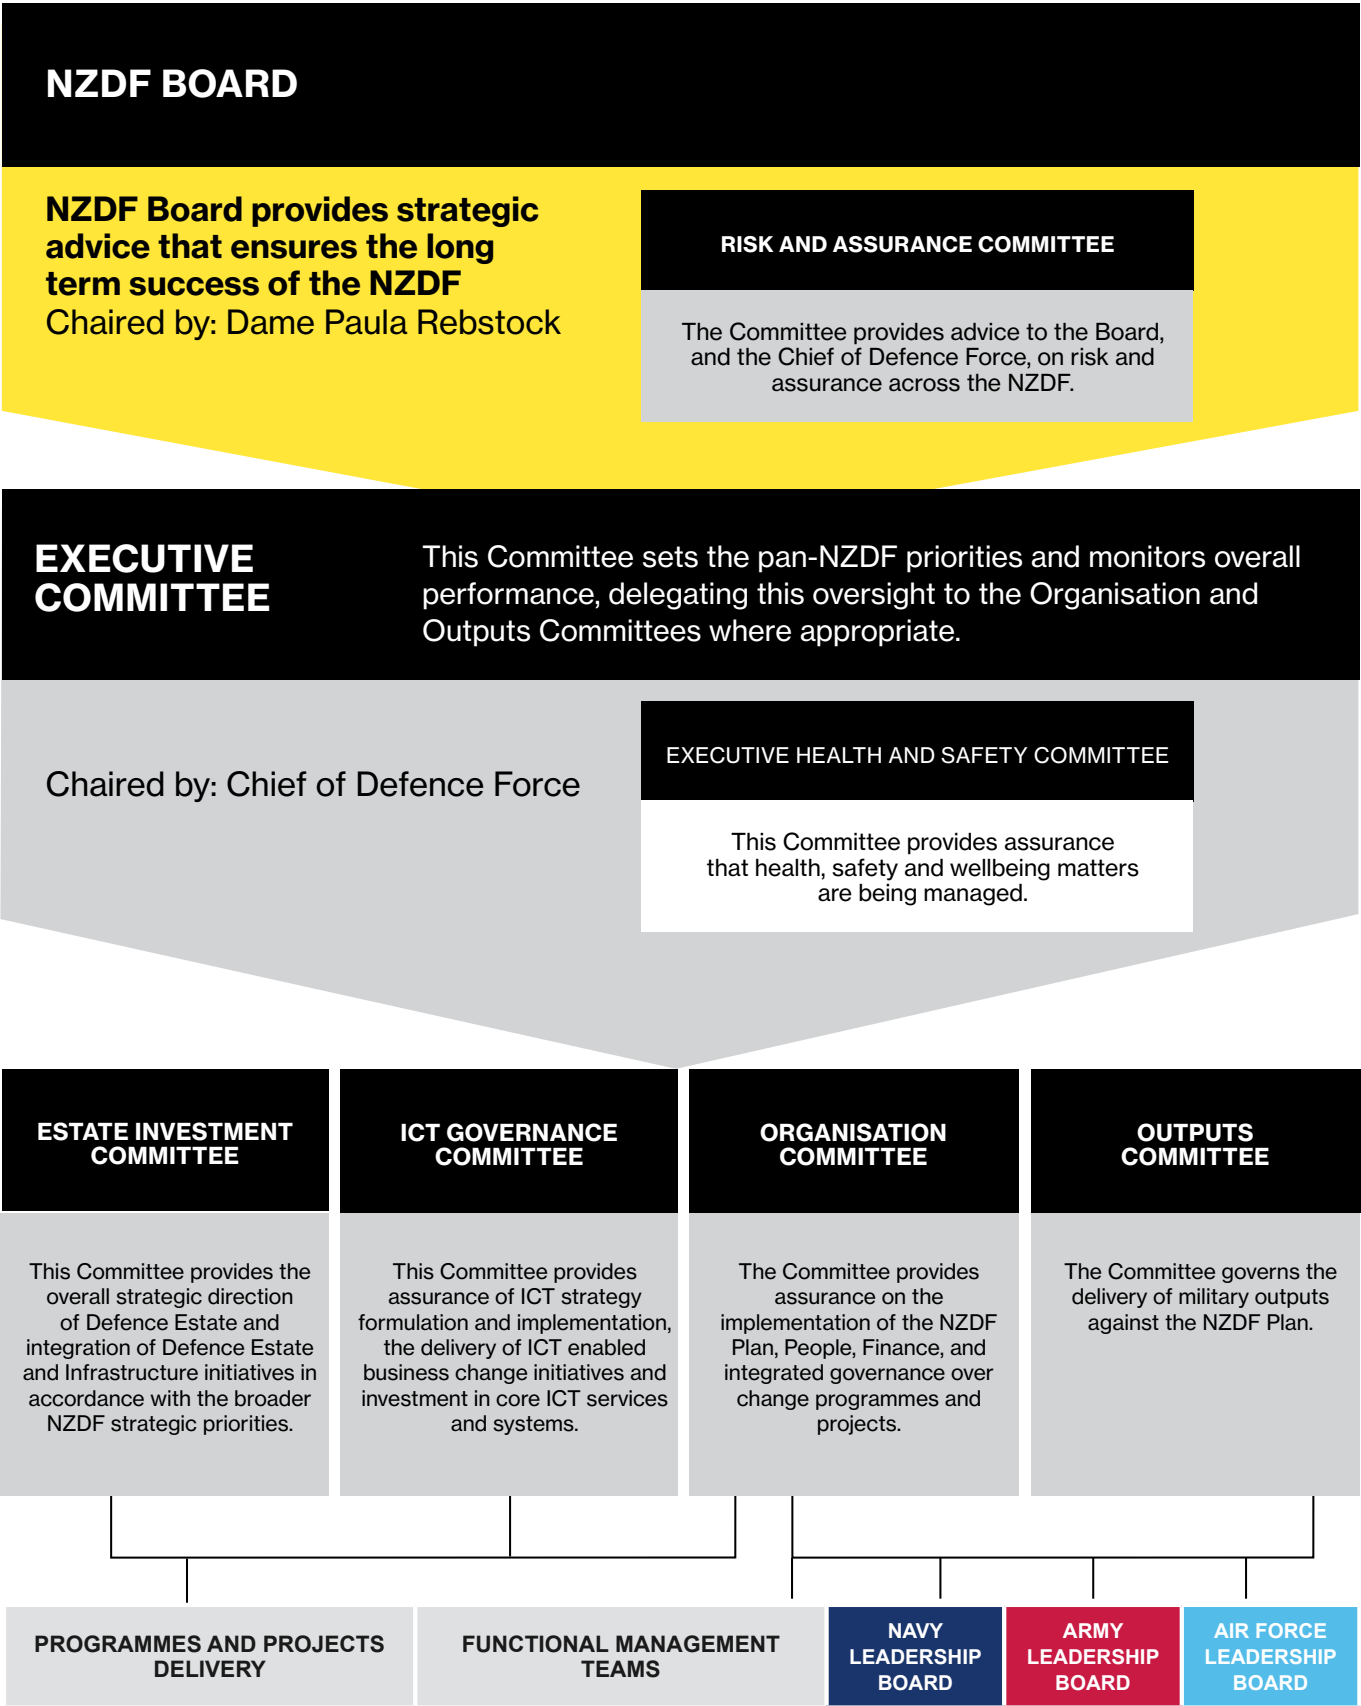 NZDF BOARD
NZDF Board provides strategic
advice that ensures the long
term success of the NZDF
Chaired by: Dame Paula Rebstock
RISK AND ASSURANCE COMMITTEE
The Committee provides advice to the Board,
and the Chief of Defence Force, on risk and
assurance across the NZDF.
EXECUTIVE
COMMITTEE
This Committee sets the pan-NZDF priorities and monitors overall
performance, delegating this oversight to the Organisation and
Outputs Committees where appropriate.
Chaired by: Chief of Defence Force
EXECUTIVE HEALTH AND SAFETY COMMITTEE
This Committee provides assurance
that health, safety and wellbeing matters
are being managed.
ESTATE INVESTMENT
COMMITTEE
This Committee provides the
overall strategic direction
of Defence Estate and
integration of Defence Estate
and Infrastructure initiatives in
accordance with the broader
NZDF strategic priorities.
ICT GOVERNANCE
COMMITTEE
This Committee provides
assurance of ICT strategy
formulation and implementation,
the delivery of ICT enabled
business change initiatives and
investment in core ICT services
and systems.
ORGANISATION
COMMITTEE
The Committee provides
assurance on the
implementation of the NZDF
Plan, People, Finance, and
integrated governance over
change programmes and
projects.
OUTPUTS
COMMITTEE
The Committee governs the
delivery of military outputs
against the NZDF Plan.
PROGRAMMES AND PROJECTS
DELIVERY
FUNCTIONAL MANAGEMENT
TEAMS
NAVY
LEADERSHIP
BOARD
ARMY
LEADERSHIP
BOARD
AIR FORCE
LEADERSHIP
BOARD